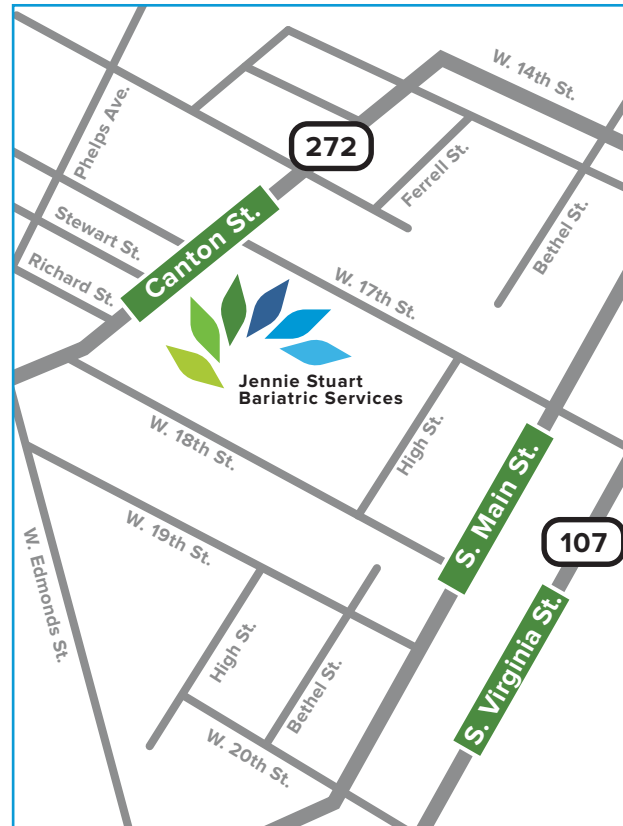 W. 14th St.
Phelps Ave.
272
Ferrell St.
Canton St.
Bethel St.
Stewart St.
Richard St.
W. 17th St.
Jennie Stuart
Bariatric Services
W. 18th St.
High St.
S. Main St.
107
W. 19th St.
W. Edmonds St.
High St.
Bethel St.
S. Virginia St.
W. 20th St.